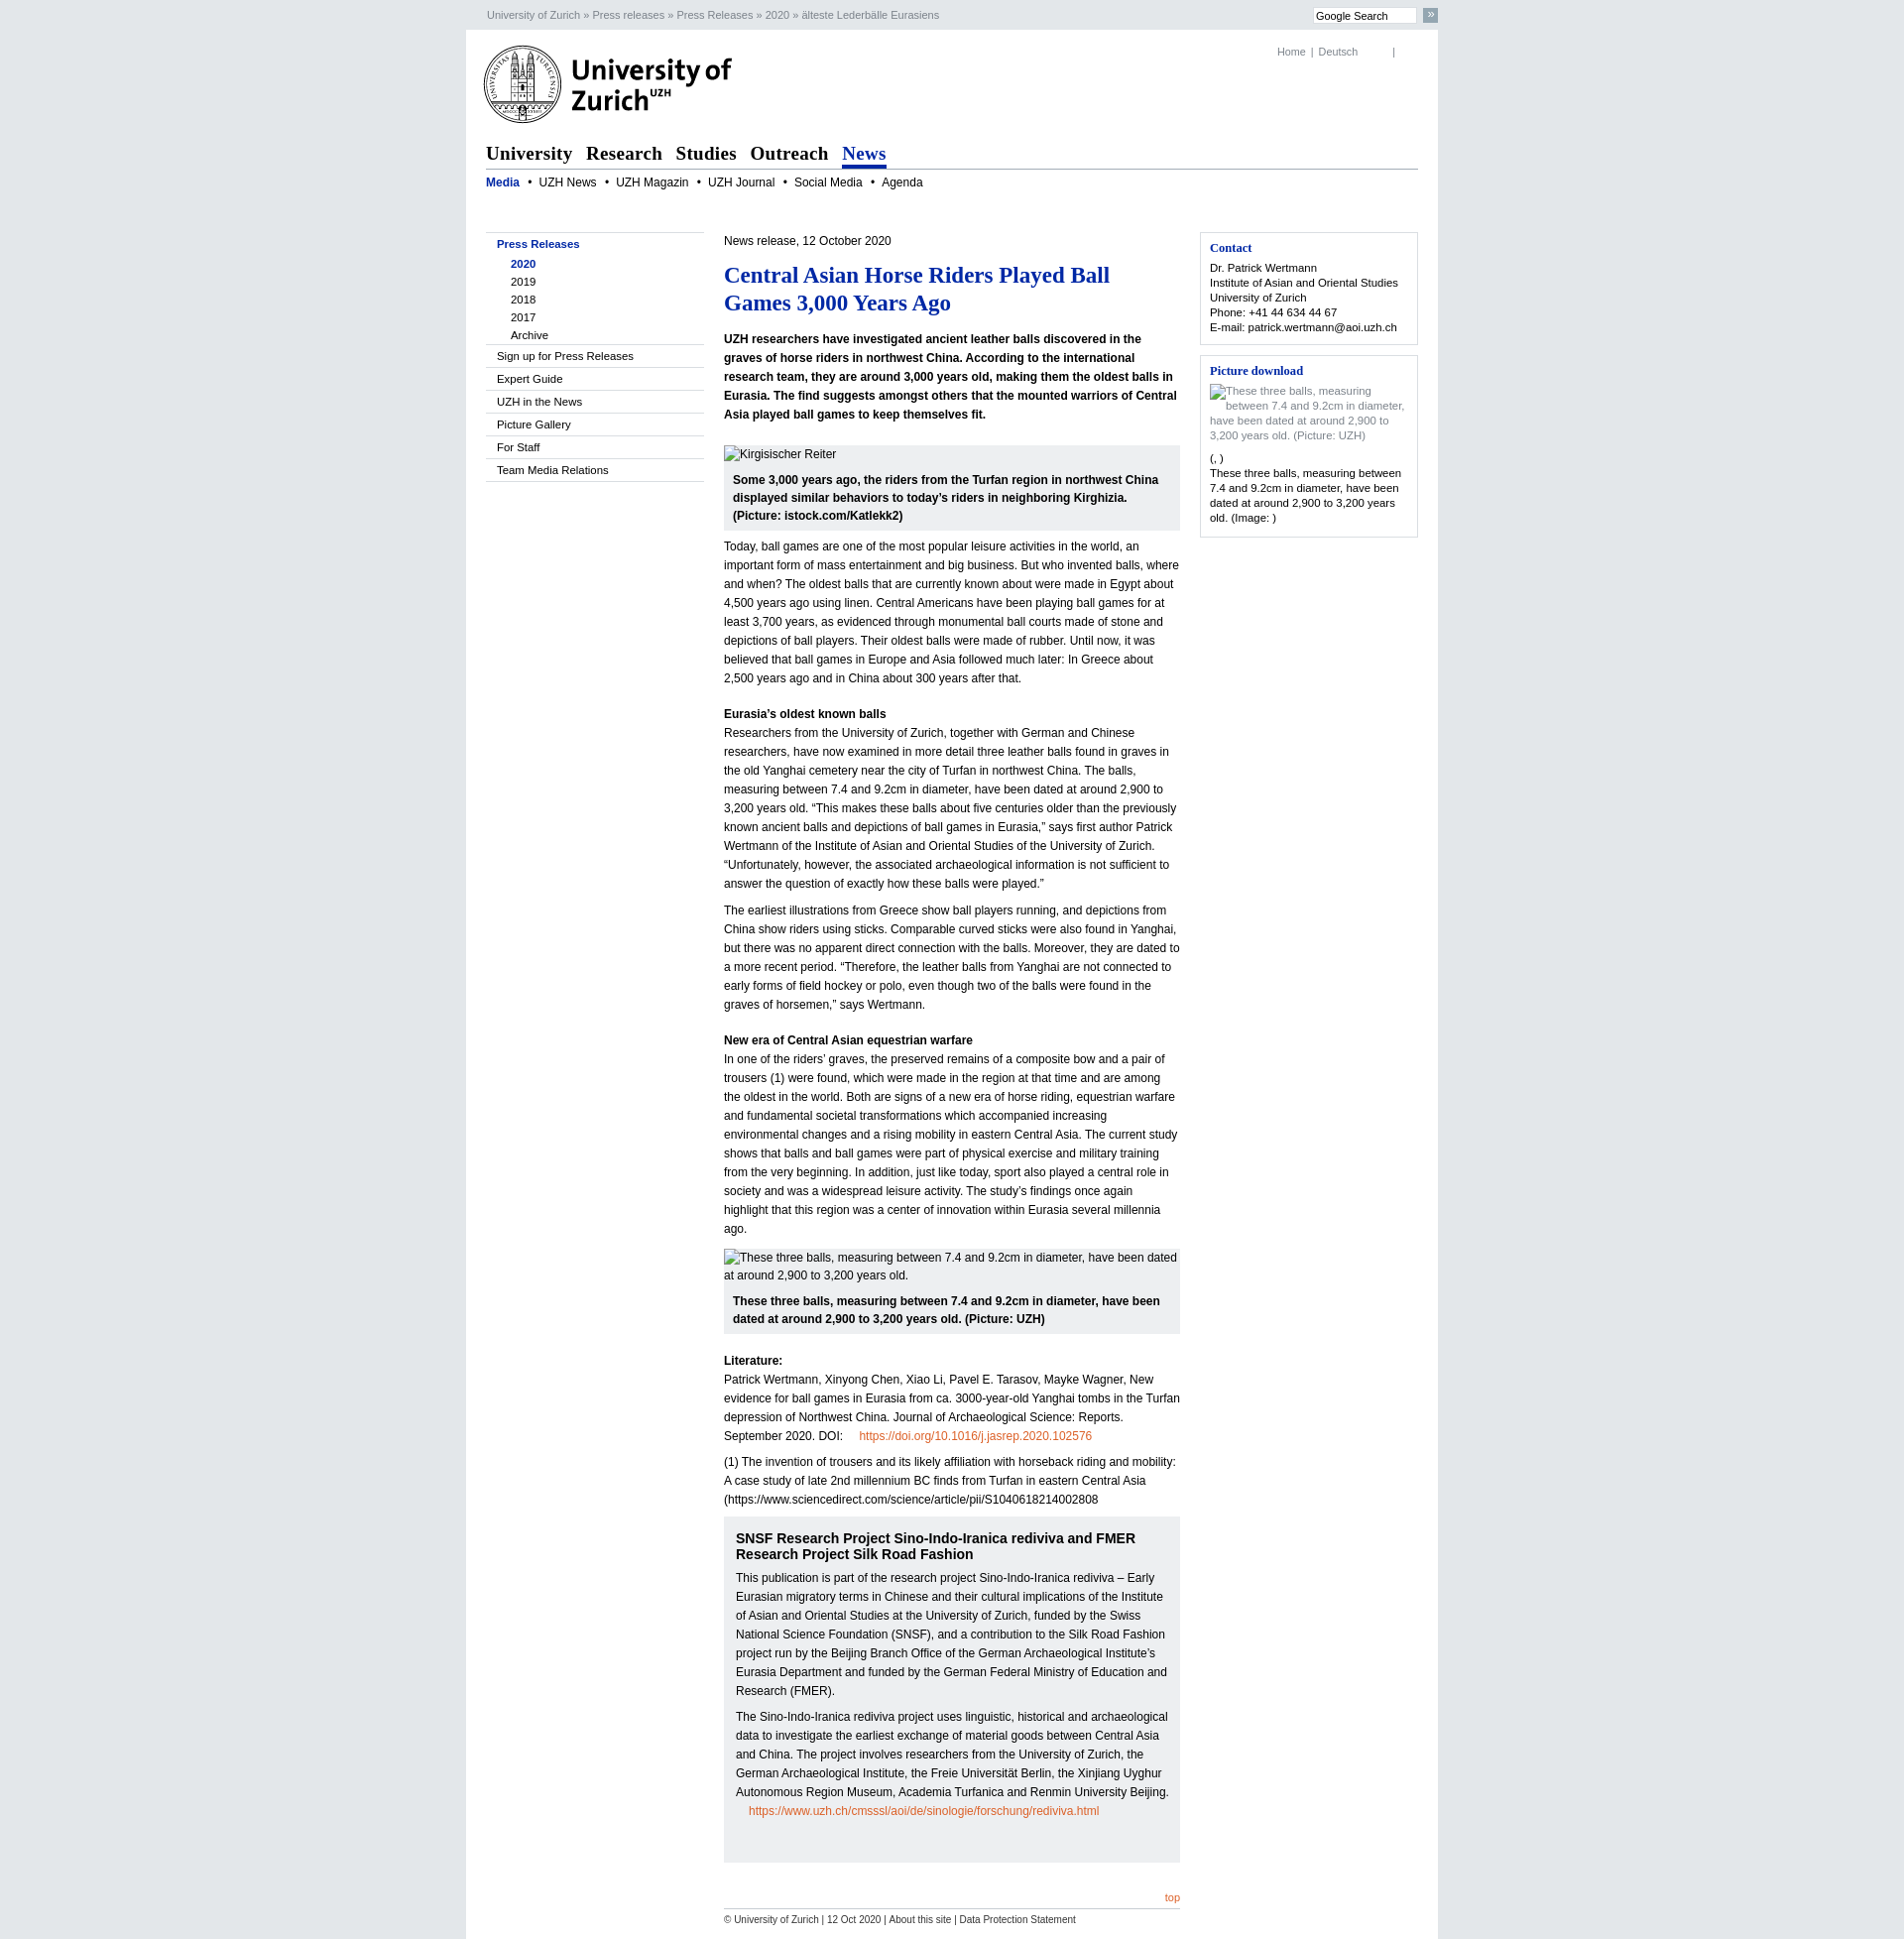 University of Zurich » Press releases » Press Releases » 2020 » älteste Lederbälle Eurasiens
Google Search
»
Home | Deutsch |
University of
Zurich UZH
University Research Studies Outreach News
Media • UZH News • UZH Magazin • UZH Journal • Social Media • Agenda
Press Releases
2020
2019
2018
2017
Archive
Sign up for Press Releases
Expert Guide
UZH in the News
Picture Gallery
For Staff
Team Media Relations
News release, 12 October 2020
Central Asian Horse Riders Played Ball
Games 3,000 Years Ago
UZH researchers have investigated ancient leather balls discovered in the
graves of horse riders in northwest China. According to the international
research team, they are around 3,000 years old, making them the oldest balls in
Eurasia. The find suggests amongst others that the mounted warriors of Central
Asia played ball games to keep themselves fit.
Kirgisischer Reiter
Some 3,000 years ago, the riders from the Turfan region in northwest China
displayed similar behaviors to today’s riders in neighboring Kirghizia.
(Picture: istock.com/Katlekk2)
Today, ball games are one of the most popular leisure activities in the world, an
important form of mass entertainment and big business. But who invented balls, where
and when? The oldest balls that are currently known about were made in Egypt about
4,500 years ago using linen. Central Americans have been playing ball games for at
least 3,700 years, as evidenced through monumental ball courts made of stone and
depictions of ball players. Their oldest balls were made of rubber. Until now, it was
believed that ball games in Europe and Asia followed much later: In Greece about
2,500 years ago and in China about 300 years after that.
Eurasia’s oldest known balls
Researchers from the University of Zurich, together with German and Chinese
researchers, have now examined in more detail three leather balls found in graves in
the old Yanghai cemetery near the city of Turfan in northwest China. The balls,
measuring between 7.4 and 9.2cm in diameter, have been dated at around 2,900 to
3,200 years old. “This makes these balls about five centuries older than the previously
known ancient balls and depictions of ball games in Eurasia,” says first author Patrick
Wertmann of the Institute of Asian and Oriental Studies of the University of Zurich.
“Unfortunately, however, the associated archaeological information is not sufficient to
answer the question of exactly how these balls were played.”
The earliest illustrations from Greece show ball players running, and depictions from
China show riders using sticks. Comparable curved sticks were also found in Yanghai,
but there was no apparent direct connection with the balls. Moreover, they are dated to
a more recent period. “Therefore, the leather balls from Yanghai are not connected to
early forms of field hockey or polo, even though two of the balls were found in the
graves of horsemen,” says Wertmann.
New era of Central Asian equestrian warfare
In one of the riders’ graves, the preserved remains of a composite bow and a pair of
trousers (1) were found, which were made in the region at that time and are among
the oldest in the world. Both are signs of a new era of horse riding, equestrian warfare
and fundamental societal transformations which accompanied increasing
environmental changes and a rising mobility in eastern Central Asia. The current study
shows that balls and ball games were part of physical exercise and military training
from the very beginning. In addition, just like today, sport also played a central role in
society and was a widespread leisure activity. The study’s findings once again
highlight that this region was a center of innovation within Eurasia several millennia
ago.
These three balls, measuring between 7.4 and 9.2cm in diameter, have been dated
at around 2,900 to 3,200 years old.
These three balls, measuring between 7.4 and 9.2cm in diameter, have been
dated at around 2,900 to 3,200 years old. (Picture: UZH)
Literature:
Patrick Wertmann, Xinyong Chen, Xiao Li, Pavel E. Tarasov, Mayke Wagner, New
evidence for ball games in Eurasia from ca. 3000-year-old Yanghai tombs in the Turfan
depression of Northwest China. Journal of Archaeological Science: Reports.
September 2020. DOI: https://doi.org/10.1016/j.jasrep.2020.102576
(1) The invention of trousers and its likely affiliation with horseback riding and mobility:
A case study of late 2nd millennium BC finds from Turfan in eastern Central Asia
(https://www.sciencedirect.com/science/article/pii/S1040618214002808
SNSF Research Project Sino-Indo-Iranica rediviva and FMER
Research Project Silk Road Fashion
This publication is part of the research project Sino-Indo-Iranica rediviva – Early
Eurasian migratory terms in Chinese and their cultural implications of the Institute
of Asian and Oriental Studies at the University of Zurich, funded by the Swiss
National Science Foundation (SNSF), and a contribution to the Silk Road Fashion
project run by the Beijing Branch Office of the German Archaeological Institute’s
Eurasia Department and funded by the German Federal Ministry of Education and
Research (FMER).
The Sino-Indo-Iranica rediviva project uses linguistic, historical and archaeological
data to investigate the earliest exchange of material goods between Central Asia
and China. The project involves researchers from the University of Zurich, the
German Archaeological Institute, the Freie Universität Berlin, the Xinjiang Uyghur
Autonomous Region Museum, Academia Turfanica and Renmin University Beijing.
https://www.uzh.ch/cmsssl/aoi/de/sinologie/forschung/rediviva.html
top
© University of Zurich | 12 Oct 2020 | About this site | Data Protection Statement
Contact
Dr. Patrick Wertmann
Institute of Asian and Oriental Studies
University of Zurich
Phone: +41 44 634 44 67
E-mail: patrick.wertmann@aoi.uzh.ch
Picture download
These three balls, measuring
between 7.4 and 9.2cm in diameter,
have been dated at around 2,900 to
3,200 years old. (Picture: UZH)
(, )
These three balls, measuring between
7.4 and 9.2cm in diameter, have been
dated at around 2,900 to 3,200 years
old. (Image: )